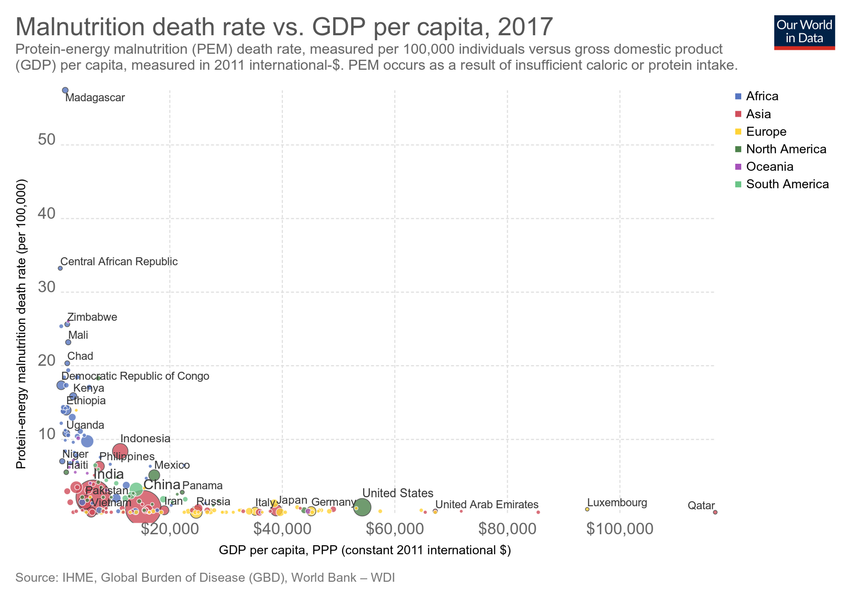 Malnutrition death rate vs. GDP per capita, 2017
Our World
in Data
Protein-energy malnutrition (PEM) death rate, measured per 100,000 individuals versus gross domestic product
(GDP) per capita, measured in 2011 international-$. PEM occurs as a result of insufficient caloric or protein intake.
Africa
Asia
Europe
North America
Oceania
South America
Protein-energy malnutrition death rate (per 100,000)
50
40
30
20
10
Madagascar
Central African Republic
Zimbabwe
Mali
Chad
Democratic Republic of Congo
Kenya
Ethiopia
Uganda
Indonesia
Niger
Philippines
Haiti
Mexico
India
China
Panama
Pakistan
United States
Vietnam
Iran
Russia
Italy
Japan
Germany
United Arab Emirates
Luxembourg
Qatar
$20,000
$40,000
$60,000
$80,000
$100,000
GDP per capita, PPP (constant 2011 international $)
Source: IHME, Global Burden of Disease (GBD), World Bank – WDI